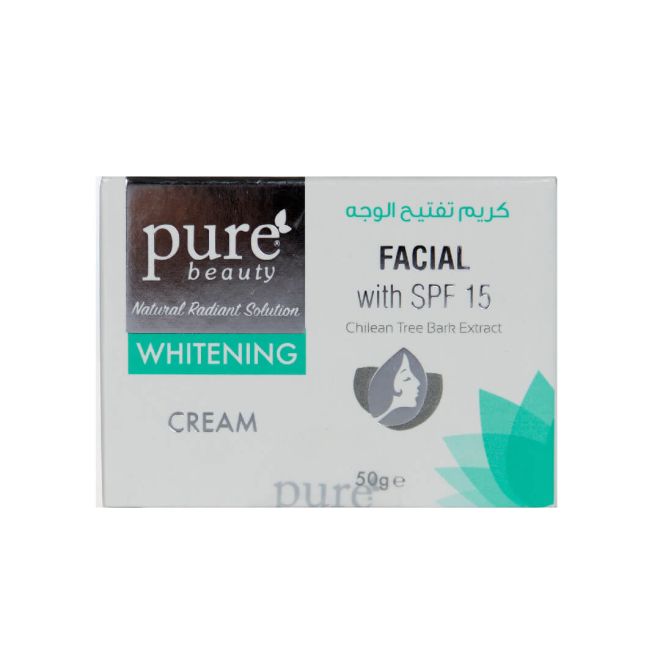 pure®
beauty
Natural Radiant Solution
WHITENING
CREAM
كريم تفتيح الوجه
FACIAL
with SPF 15
Chilean Tree Bark Extract
50g e
pure